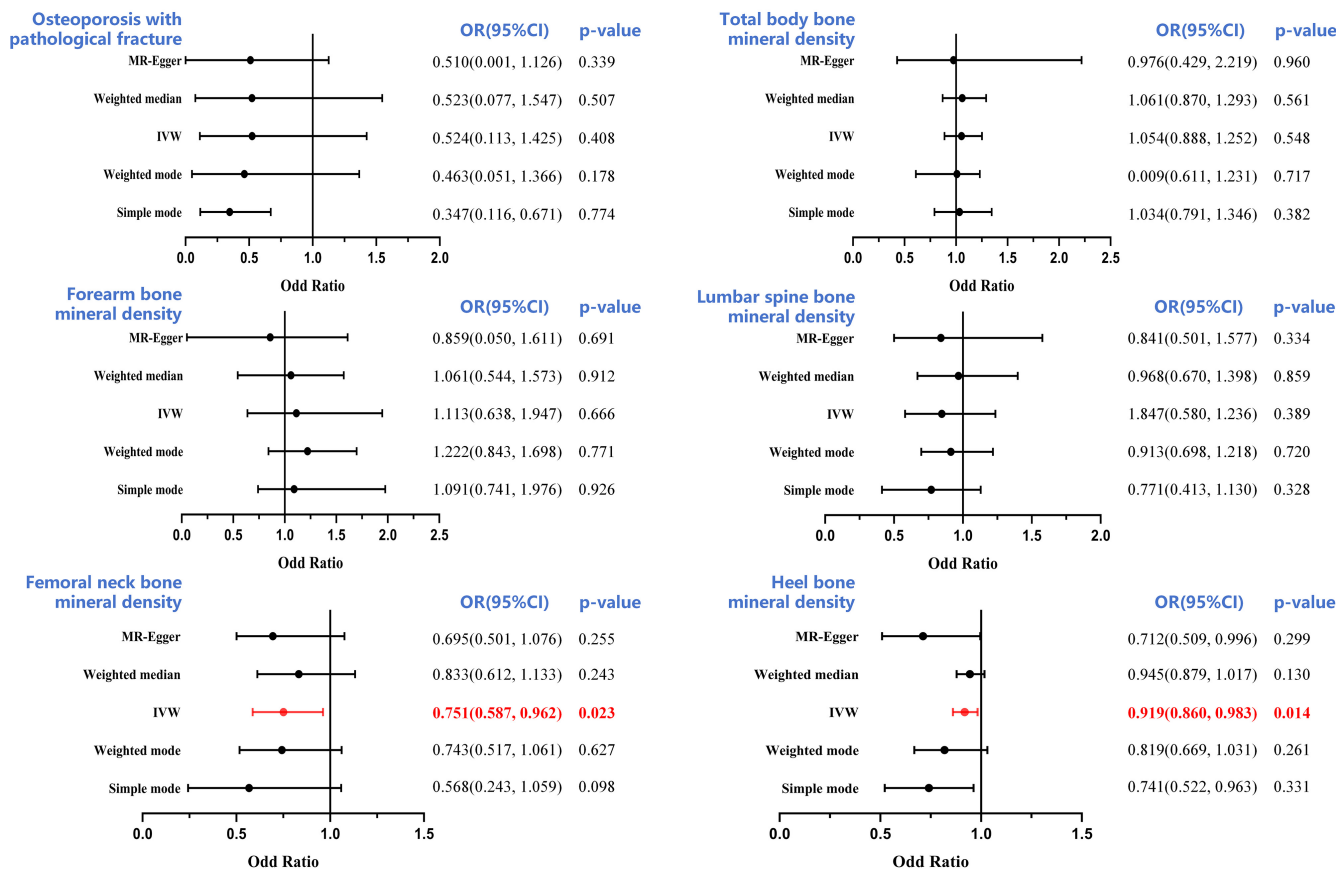 Osteoporosis with
pathological fracture
OR(95%CI) p-value
MR-Egger 0.510(0.001, 1.126) 0.339
Weighted median 0.523(0.077, 1.547) 0.507
IVW 0.524(0.113, 1.425) 0.408
Weighted mode 0.463(0.051, 1.366) 0.178
Simple mode 0.347(0.116, 0.671) 0.774
0.0 0.5 1.0 1.5 2.0
Odd Ratio
Total body bone
mineral density
OR(95%CI) p-value
MR-Egger 0.976(0.429, 2.219) 0.960
Weighted median 1.061(0.870, 1.293) 0.561
IVW 1.054(0.888, 1.252) 0.548
Weighted mode 0.009(0.611, 1.231) 0.717
Simple mode 1.034(0.791, 1.346) 0.382
0.0 0.5 1.0 1.5 2.0 2.5
Odd Ratio
Forearm bone
mineral density
OR(95%CI) p-value
MR-Egger 0.859(0.050, 1.611) 0.691
Weighted median 1.061(0.544, 1.573) 0.912
IVW 1.113(0.638, 1.947) 0.666
Weighted mode 1.222(0.843, 1.698) 0.771
Simple mode 1.091(0.741, 1.976) 0.926
0.0 0.5 1.0 1.5 2.0 2.5
Odd Ratio
Lumbar spine bone
mineral density
OR(95%CI) p-value
MR-Egger 0.841(0.501, 1.577) 0.334
Weighted median 0.968(0.670, 1.398) 0.859
IVW 1.847(0.580, 1.236) 0.389
Weighted mode 0.913(0.698, 1.218) 0.720
Simple mode 0.771(0.413, 1.130) 0.328
0.0 0.5 1.0 1.5 2.0
Odd Ratio
Femoral neck bone
mineral density
OR(95%CI) p-value
MR-Egger 0.695(0.501, 1.076) 0.255
Weighted median 0.833(0.612, 1.133) 0.243
IVW 0.751(0.587, 0.962) 0.023
Weighted mode 0.743(0.517, 1.061) 0.627
Simple mode 0.568(0.243, 1.059) 0.098
0.0 0.5 1.0 1.5
Odd Ratio
Heel bone
mineral density
OR(95%CI) p-value
MR-Egger 0.712(0.509, 0.996) 0.299
Weighted median 0.945(0.879, 1.017) 0.130
IVW 0.919(0.860, 0.983) 0.014
Weighted mode 0.819(0.669, 1.031) 0.261
Simple mode 0.741(0.522, 0.963) 0.331
0.0 0.5 1.0 1.5
Odd Ratio